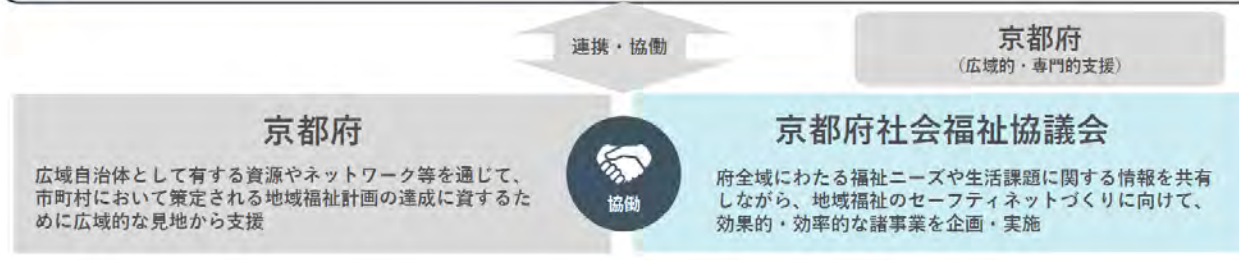 連携・協働
京都府
（広域的・専門的支援）
京都府
広域自治体として有する資源やネットワーク等を通じて、
市町村において策定される地域福祉計画の達成に資するた
めに広域的な見地から支援
協働
京都府社会福祉協議会
府全域にわたる福祉ニーズや生活課題に関する情報を共有
しながら、地域福祉のセーフティネットづくりに向けて、
効果的・効率的な諸事業を企画・実施